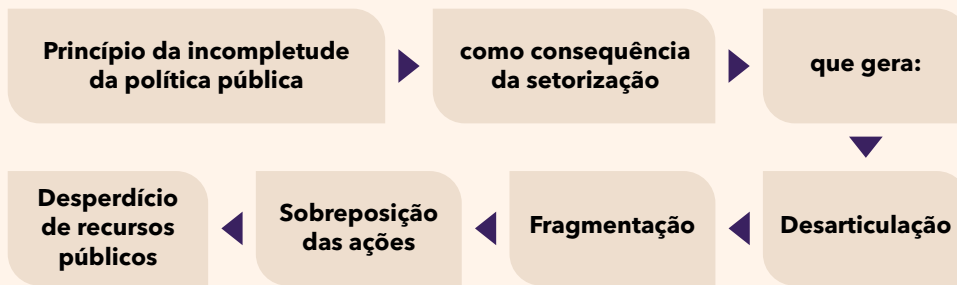 Princípio da incompletude
da política pública
como consequência
da setorização
que gera:
Desarticulação
Fragmentação
Sobreposição
das ações
Desperdício
de recursos
públicos